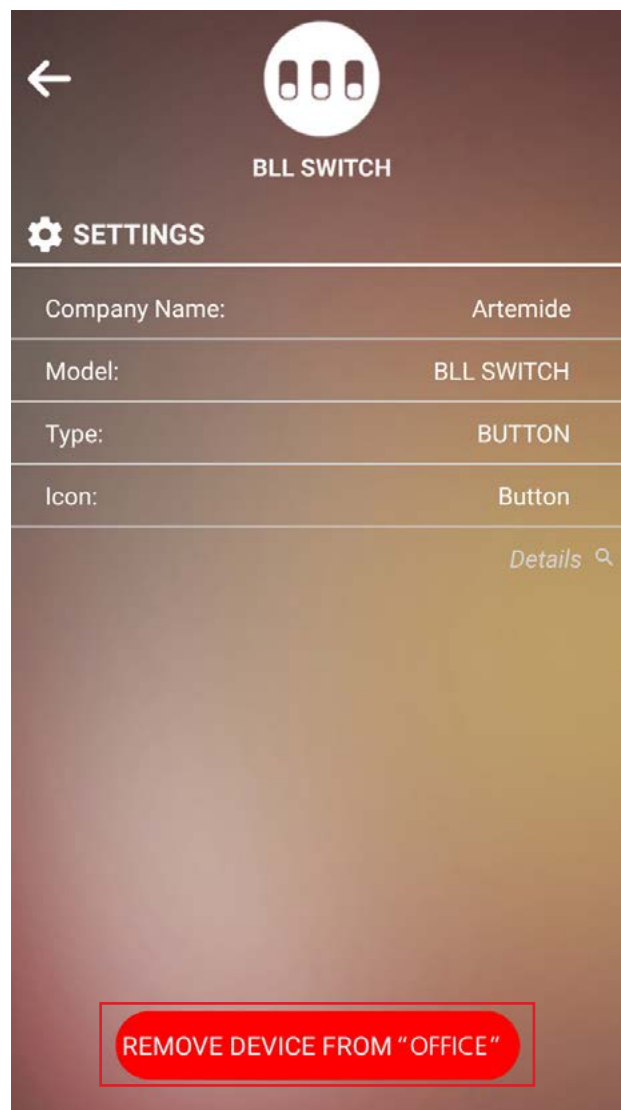 BLL SWITCH
SETTINGS
Company Name: Artemide
Model: BLL SWITCH
Type: BUTTON
Icon: Button
Details
REMOVE DEVICE FROM “OFFICE”